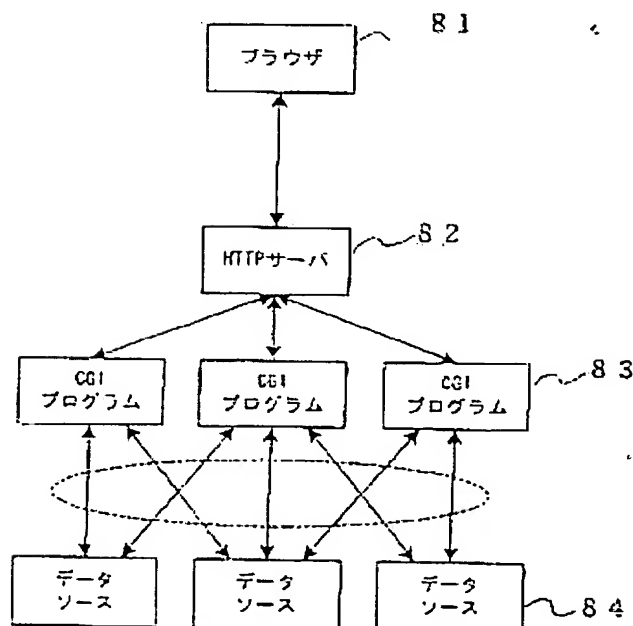 81
ブラウザ
82
HTTPサーバ
CGI
プログラム
CGI
プログラム
CGI
プログラム
83
データ
ソース
データ
ソース
データ
ソース
84